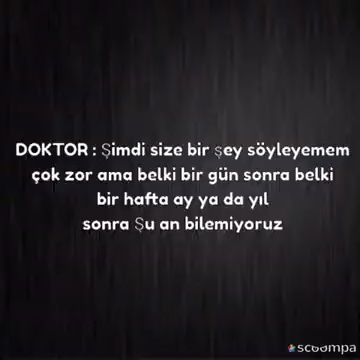 DOKTOR : Şimdi size bir şey söyleyemem
çok zor ama belki bir gün sonra belki
bir hafta ay ya da yıl
sonra Şu an bilemiyoruz
scoompa